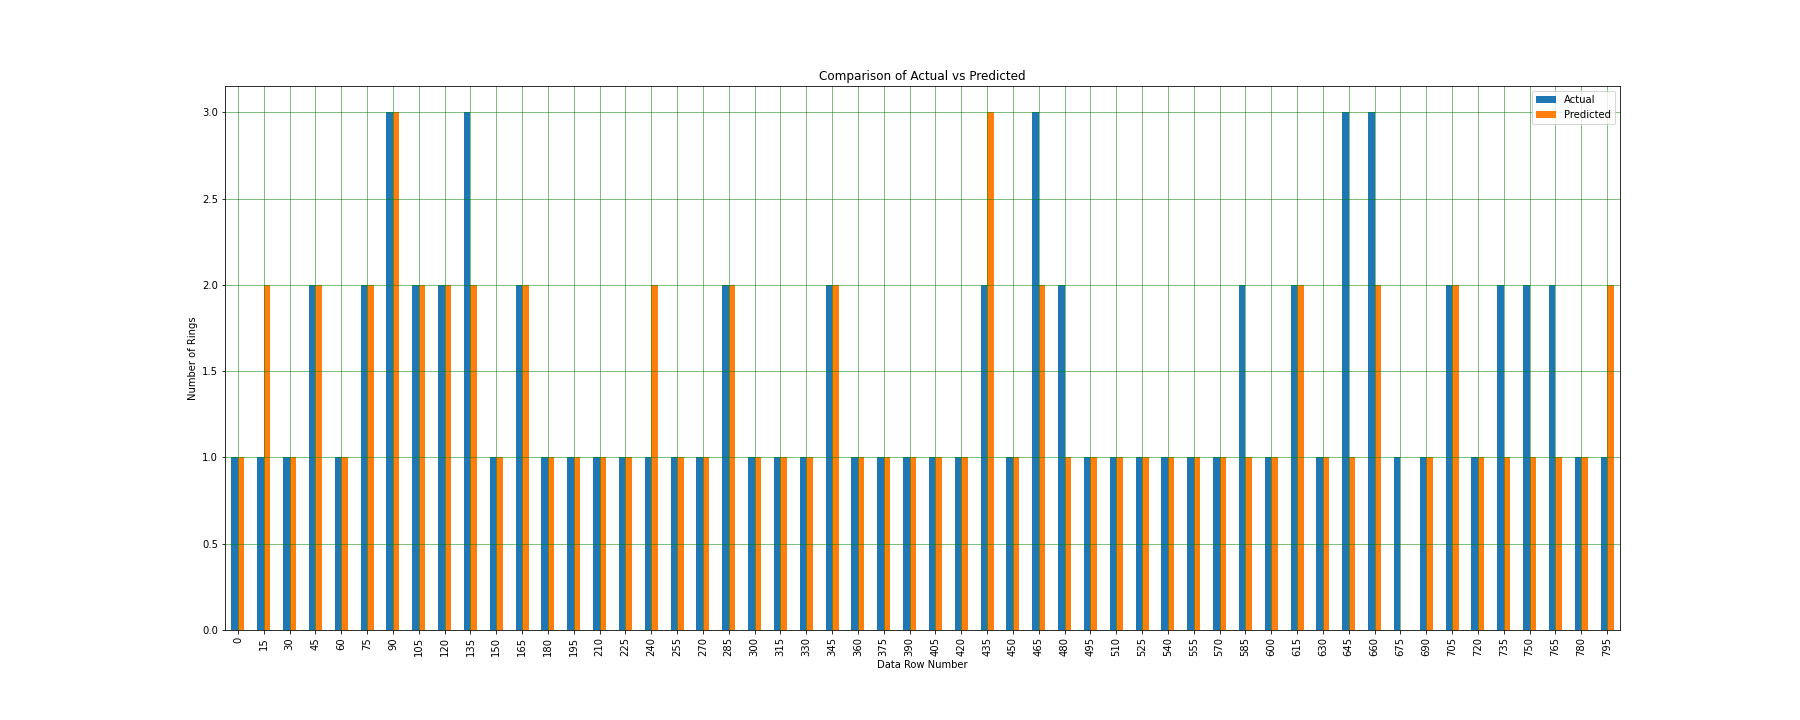 Comparison of Actual vs Predicted
Actual
Predicted
3.0
2.5
2.0
1.5
1.0
0.5
0.0
Number of Rings
0 15 30 45 60 75 90 105 120 135 150 165 180 195 210 225 240 255 270 285 300 315 330 345 360 375 390 405 420 435 450 465 480 495 510 525 540 555 570 585 600 615 630 645 660 675 690 705 720 735 750 765 780 795
Data Row Number